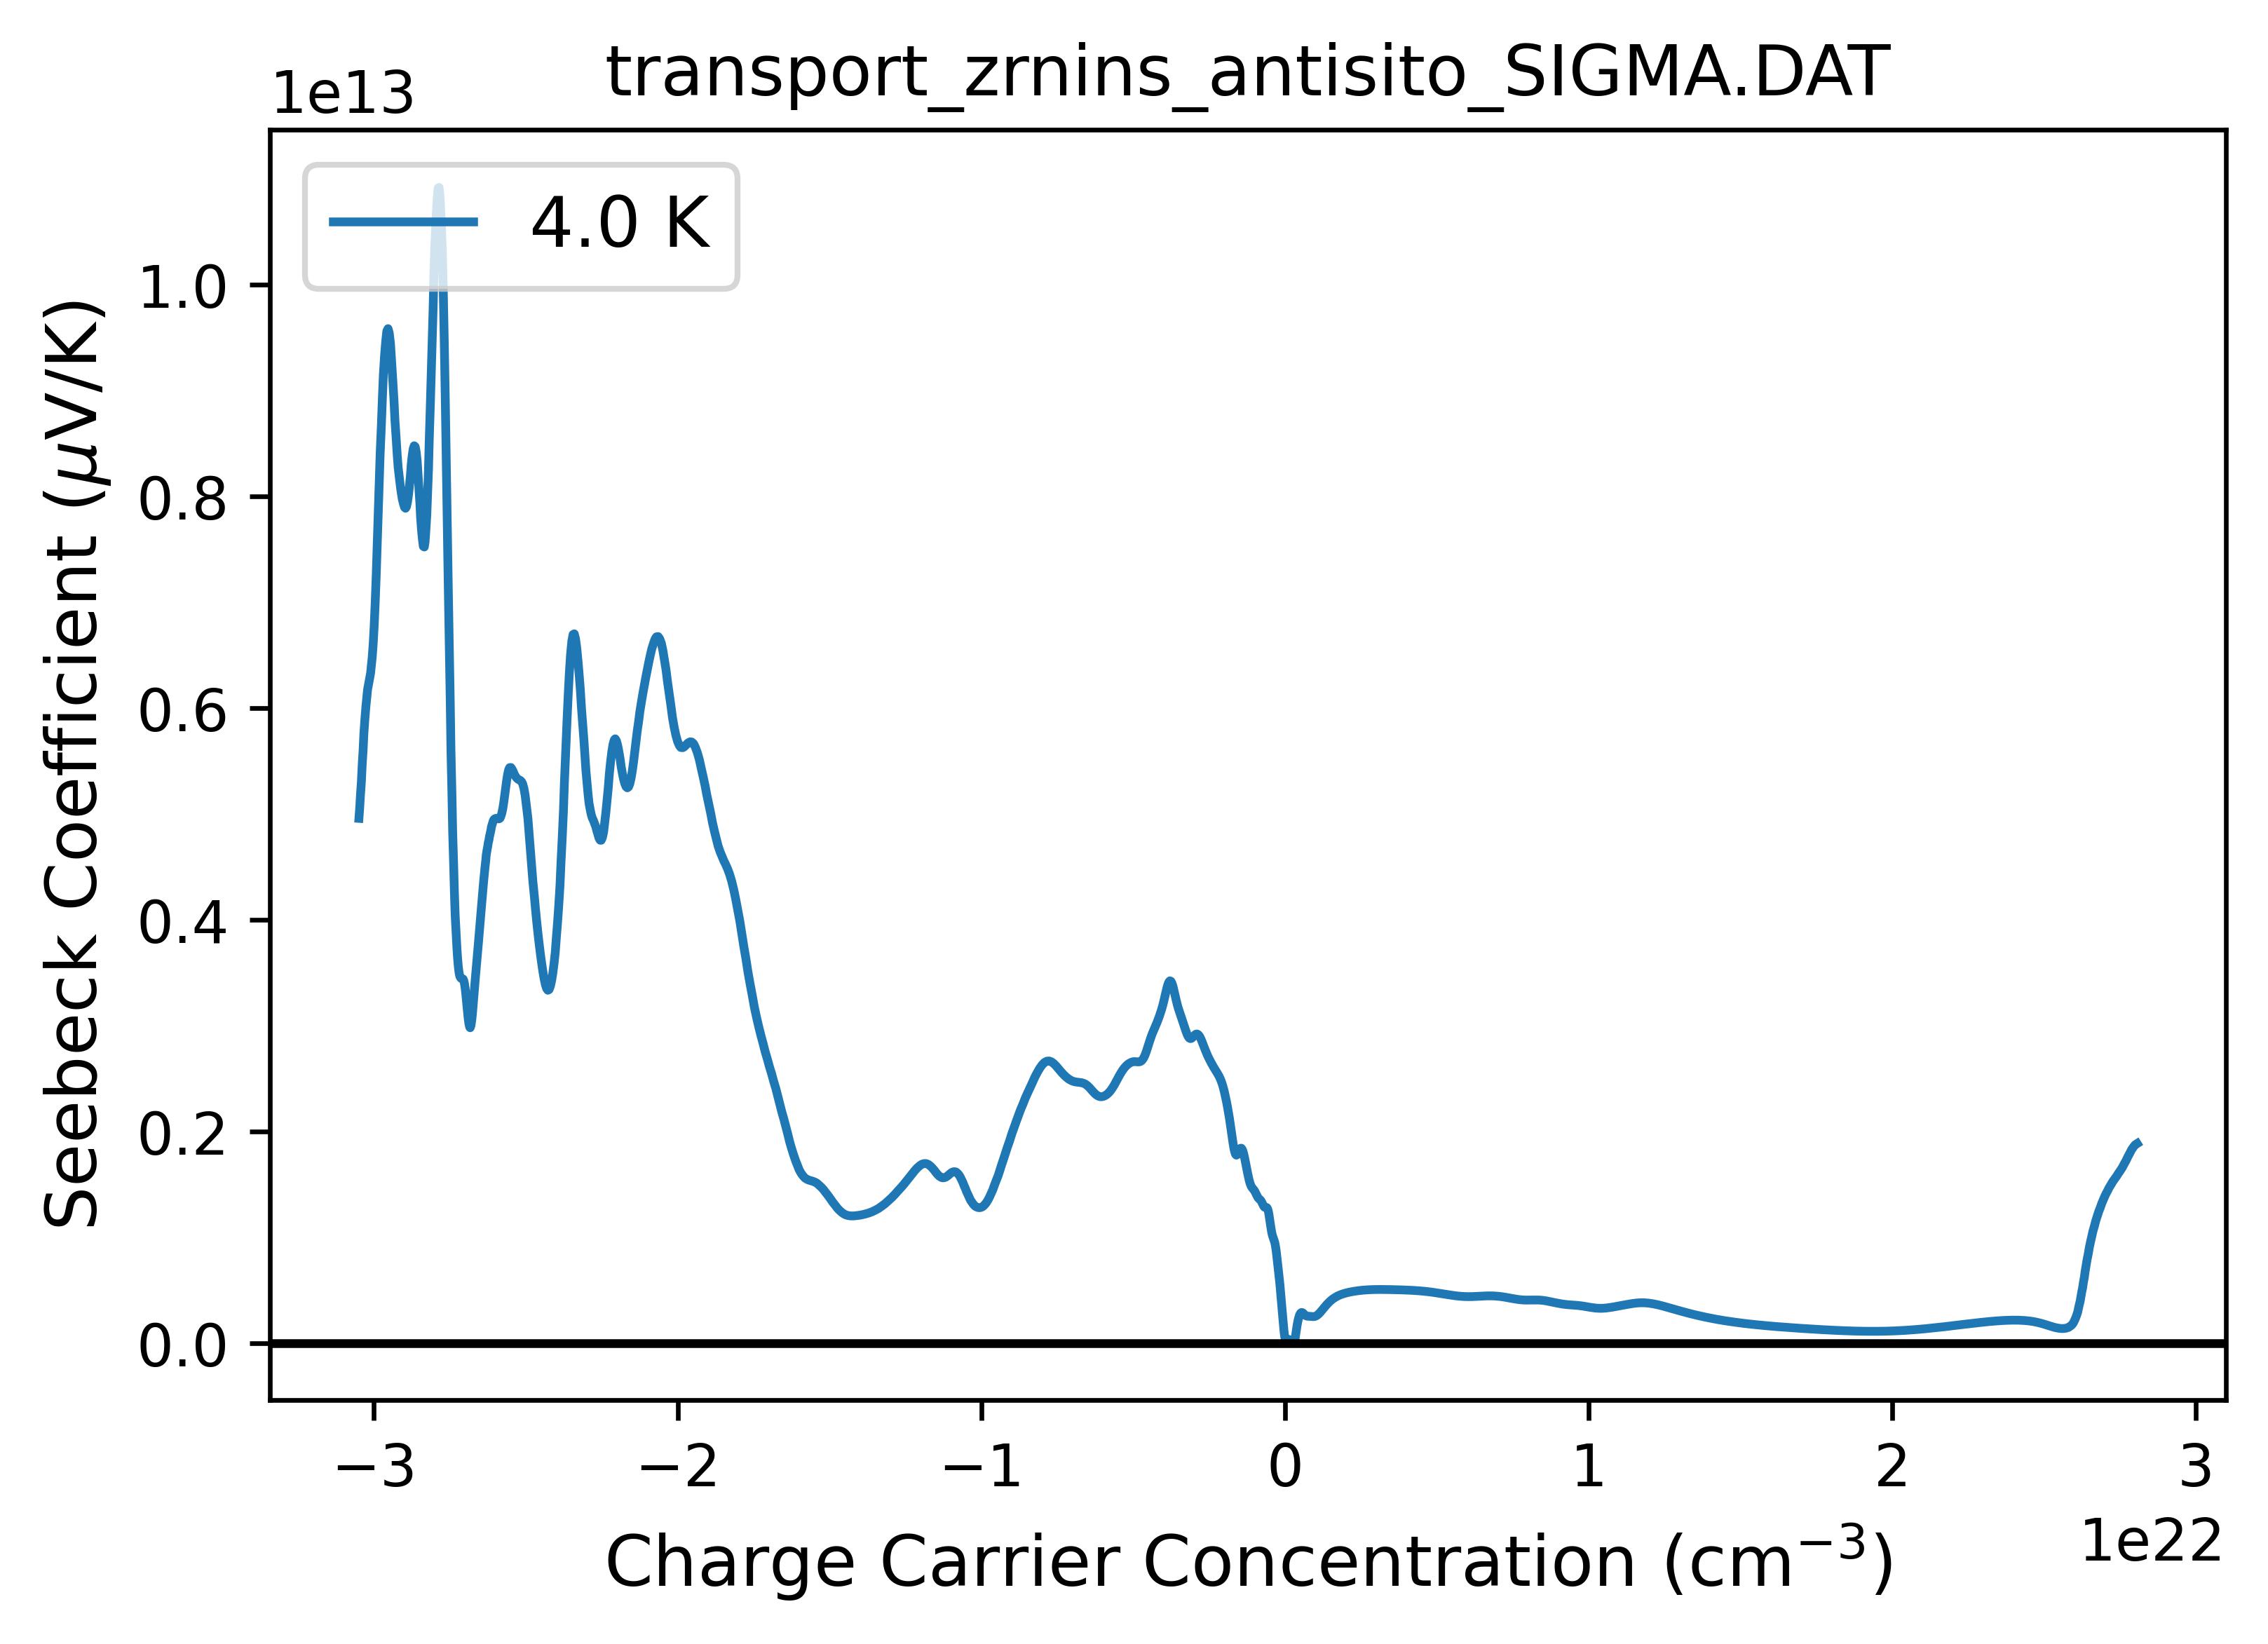 transport_zrnins_antisito_SIGMA.DAT
1e13
4.0 K
Seebeck Coefficient (μV/K)
1.0
0.8
0.6
0.4
0.2
0.0
−3 −2 −1 0 1 2 3
1e22
Charge Carrier Concentration (cm⁻³)